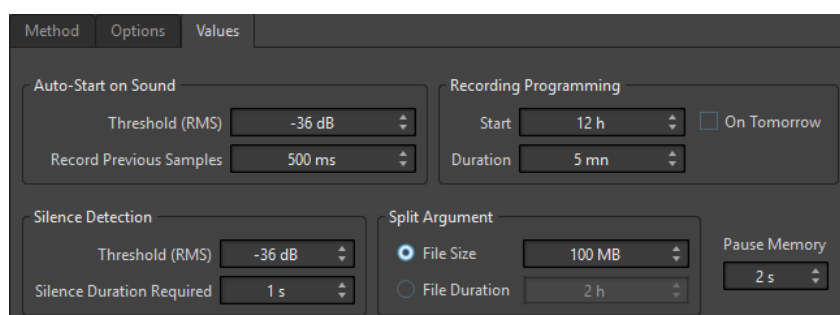 Method Options Values
Auto-Start on Sound
Threshold (RMS) -36 dB
Record Previous Samples 500 ms
Recording Programming
Start 12 h On Tomorrow
Duration 5 mn
Silence Detection
Threshold (RMS) -36 dB
Silence Duration Required 1 s
Split Argument
File Size 100 MB
File Duration 2 h
Pause Memory
2 s